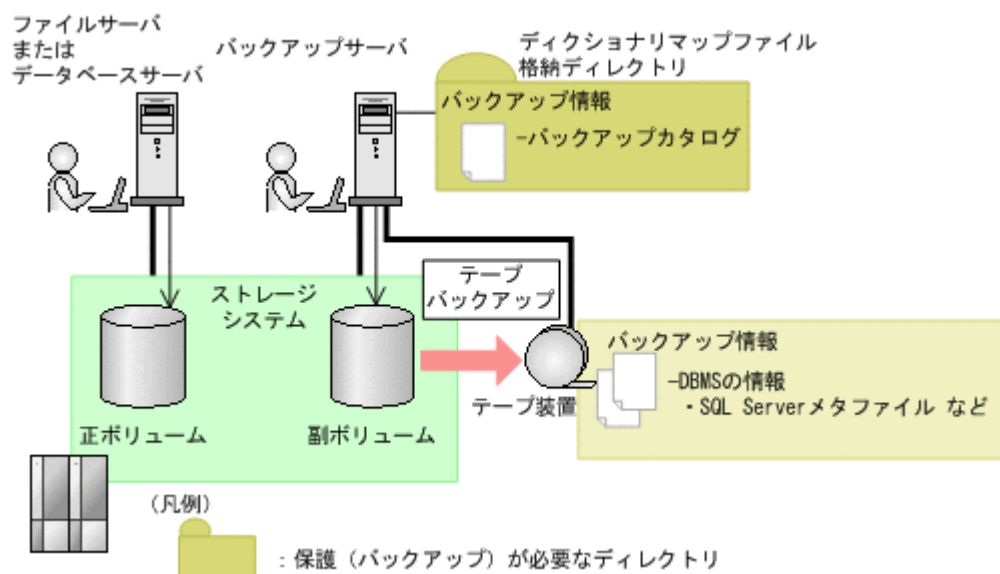 ファイルサーバ
または
データベースサーバ
バックアップサーバ
ディクショナリマップファイル
格納ディレクトリ
バックアップ情報
-バックアップカタログ
ストレージ
システム
テープ
バックアップ
バックアップ情報
-DBMSの情報
・SQL Serverメタファイル など
テープ装置
正ボリューム
副ボリューム
(凡例)
:保護(バックアップ)が必要なディレクトリ